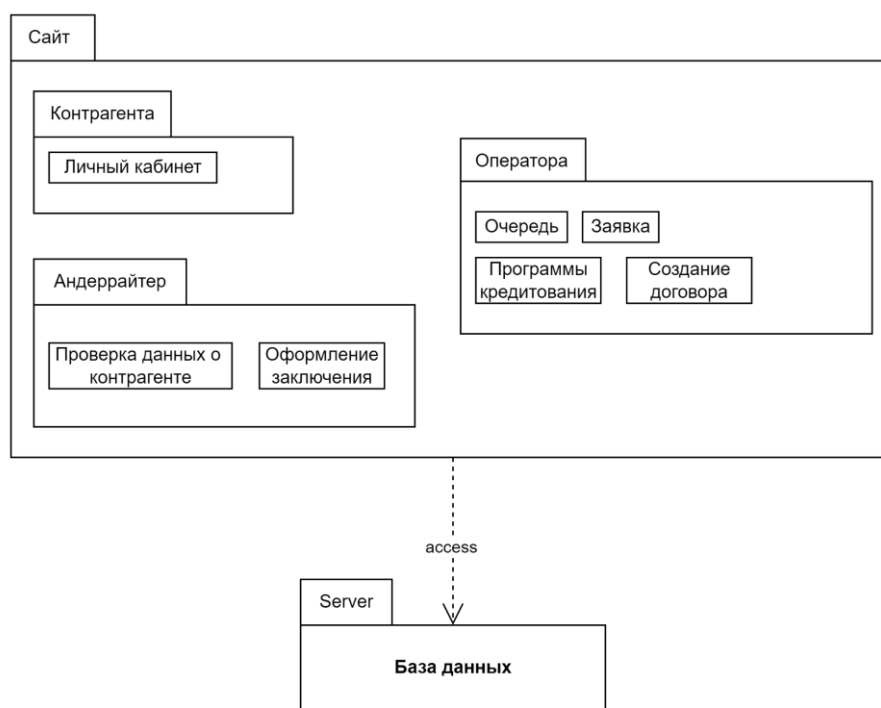 Сайт
Контрагента
Личный кабинет
Оператора
Очередь
Заявка
Программы
кредитования
Создание
договора
Андеррайтер
Проверка данных о
контрагенте
Оформление
заключения
access
Server
База данных